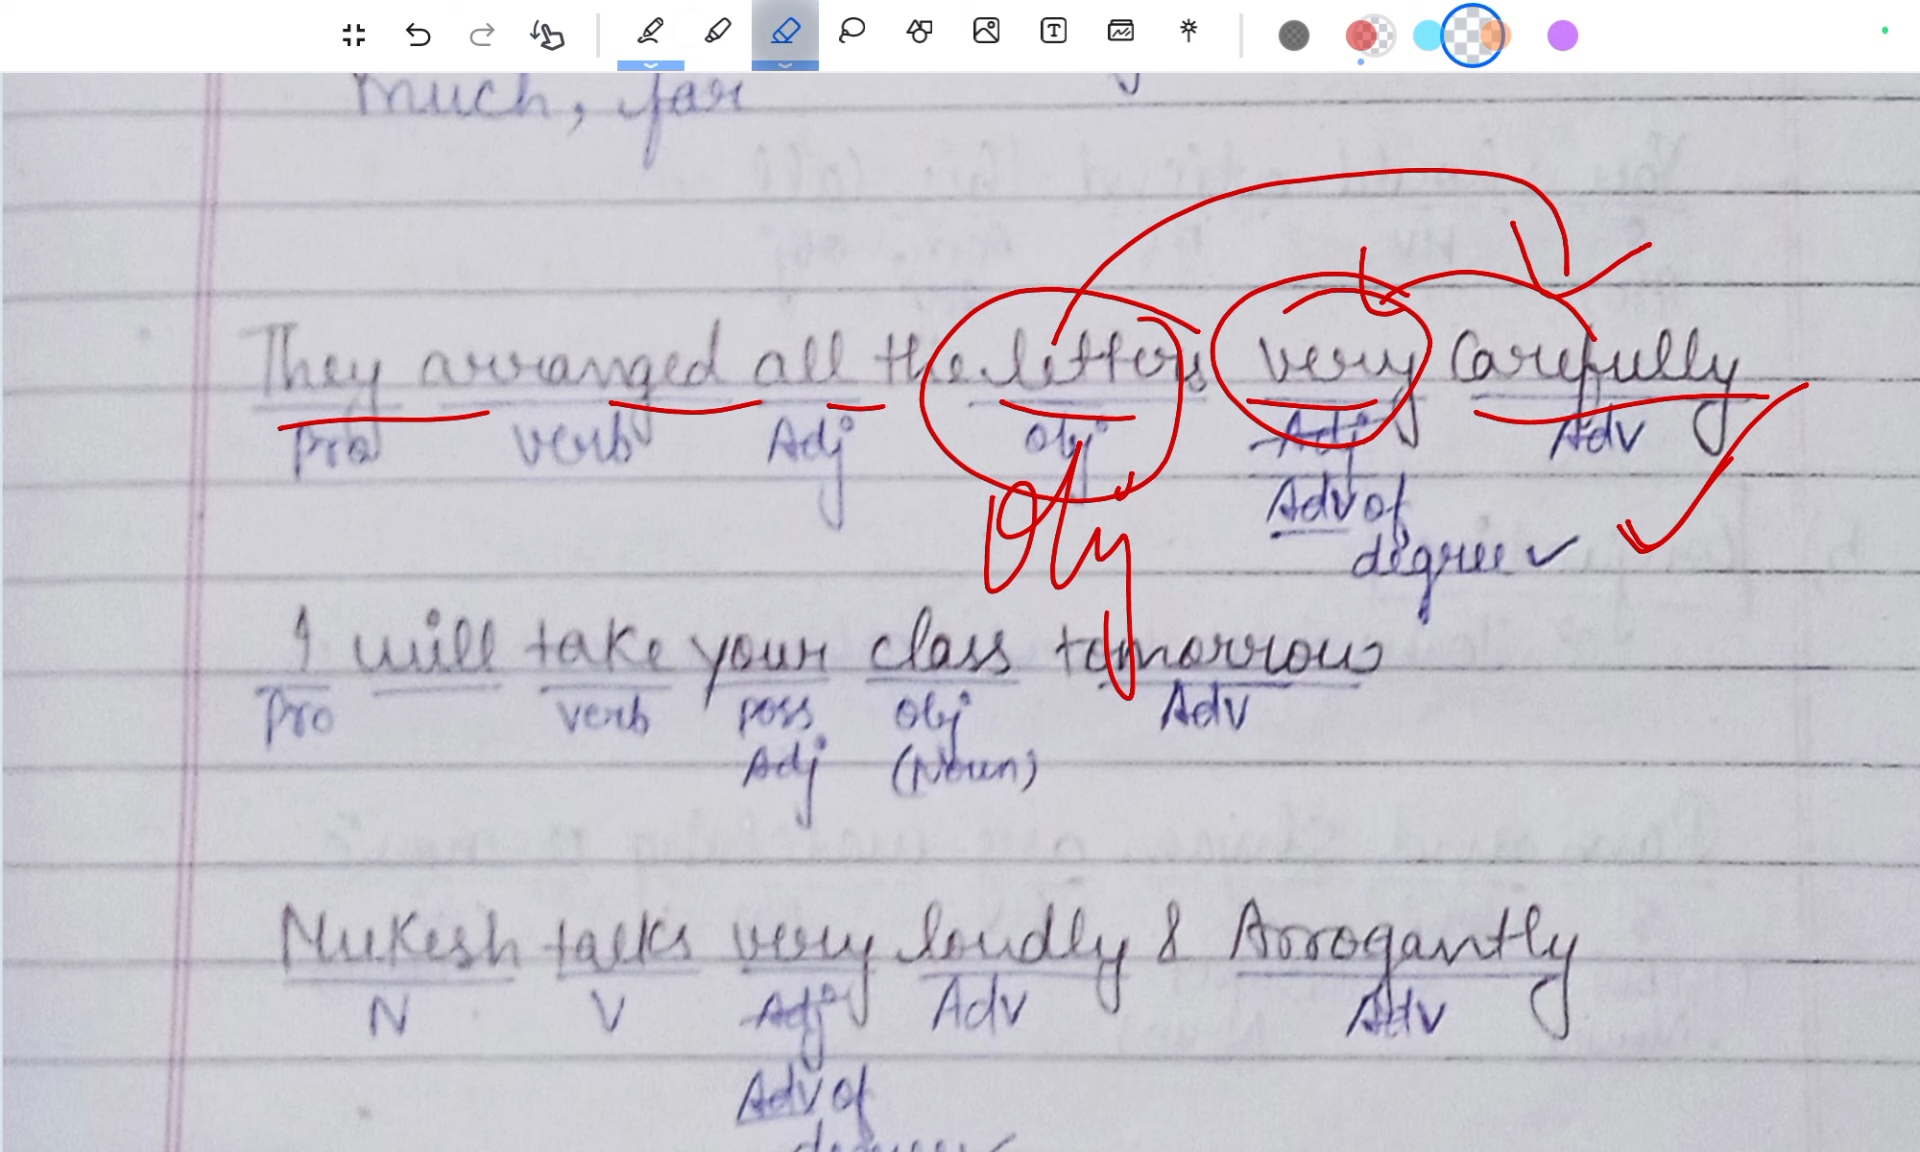 much, far
They arranged all the letters very carefully
Pro verb Adj Obj Adj Adv
Obj
Adv of
degree ✓
I will take your class tomorrow
Pro verb poss Obj Adv
Adj (Noun)
Mukesh talks very loudly & Arrogantly
N V Adj Adv Adv
Adv of
degree ✓